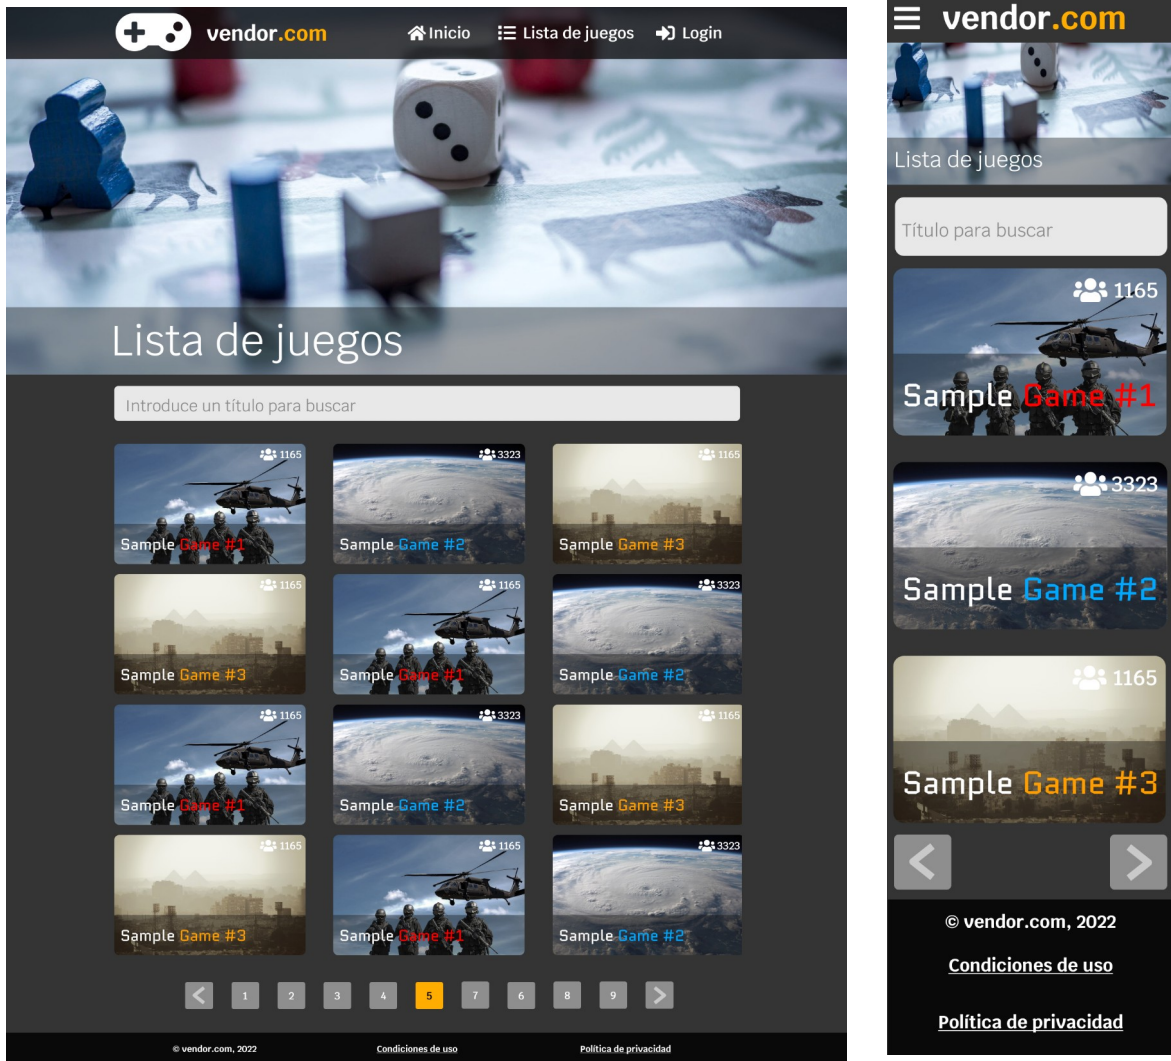 vendor.com Inicio Lista de juegos Login
Lista de juegos
Introduce un título para buscar
1165 3323 1165
Sample Game #1 Sample Game #2 Sample Game #3
1165 1165 3323
Sample Game #3 Sample Game #1 Sample Game #2
1165 3323 1165
Sample Game #1 Sample Game #2 Sample Game #3
1165 1165 3323
Sample Game #3 Sample Game #1 Sample Game #2
1 2 3 4 5 7 6 8 9
© vendor.com, 2022 Condiciones de uso Política de privacidad
vendor.com
Lista de juegos
Título para buscar
1165
Sample Game #1
3323
Sample Game #2
1165
Sample Game #3
© vendor.com, 2022
Condiciones de uso
Política de privacidad